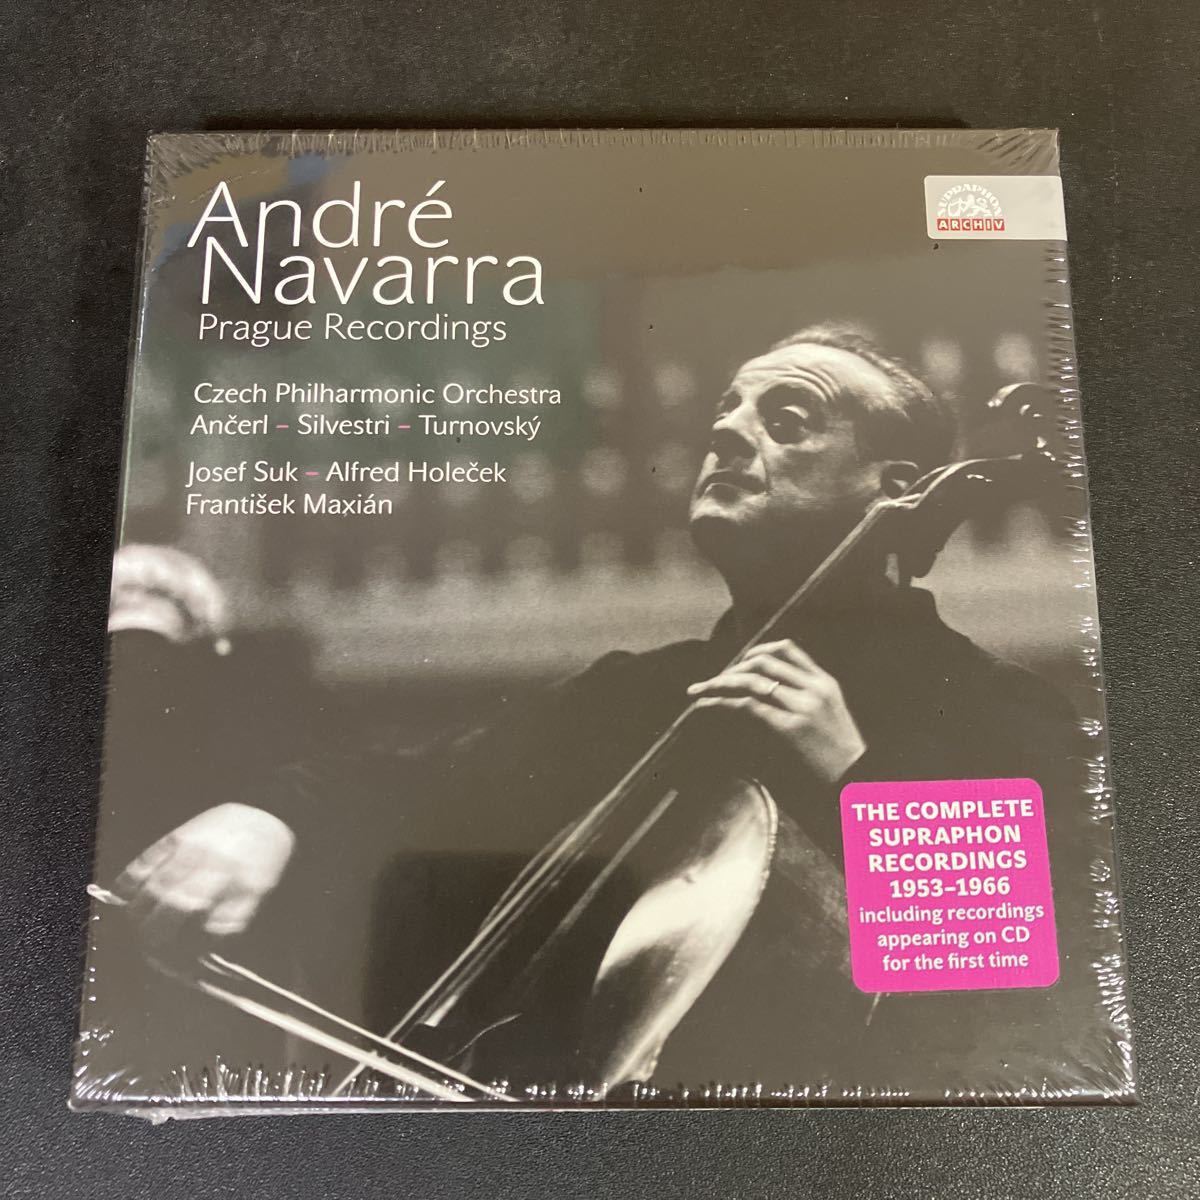 André
Navarra
Prague Recordings
Czech Philharmonic Orchestra
Ančerl – Silvestri – Turnovský
Josef Suk – Alfred Holeček
František Maxián
SUPRAPHON
ARCHIV
THE COMPLETE
SUPRAPHON
RECORDINGS
1953–1966
including recordings
appearing on CD
for the first time